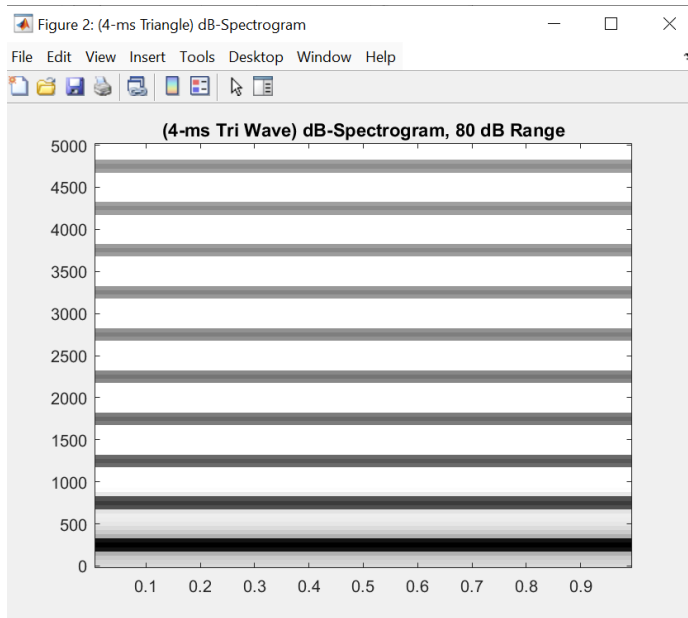 Figure 2: (4-ms Triangle) dB-Spectrogram
File Edit View Insert Tools Desktop Window Help
(4-ms Tri Wave) dB-Spectrogram, 80 dB Range
5000
4500
4000
3500
3000
2500
2000
1500
1000
500
0
0.1 0.2 0.3 0.4 0.5 0.6 0.7 0.8 0.9